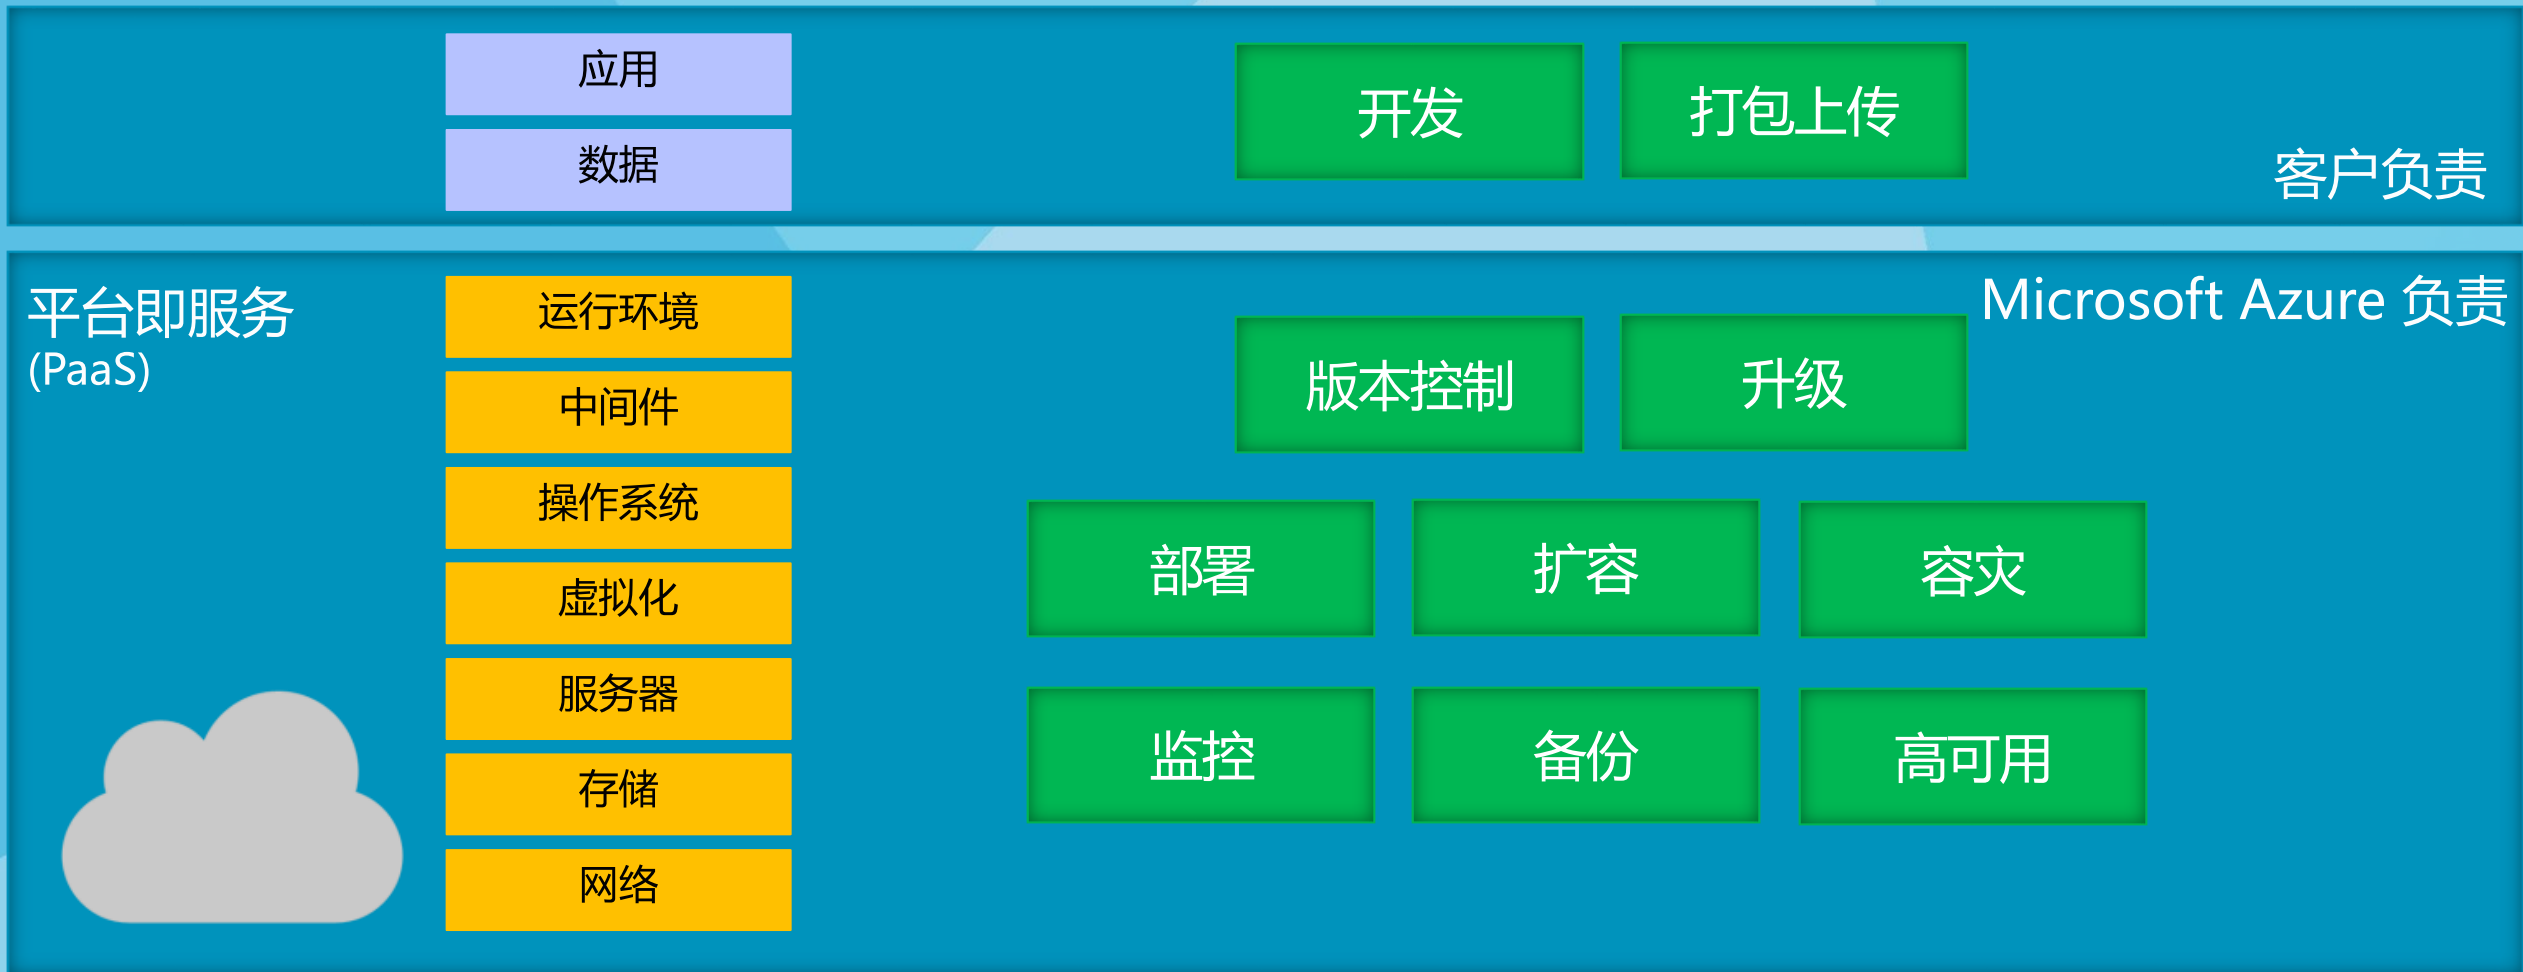 应用
数据
开发
打包上传
客户负责
平台即服务
(PaaS)
运行环境
中间件
操作系统
虚拟化
服务器
存储
网络
Microsoft Azure 负责
版本控制
升级
部署
扩容
容灾
监控
备份
高可用